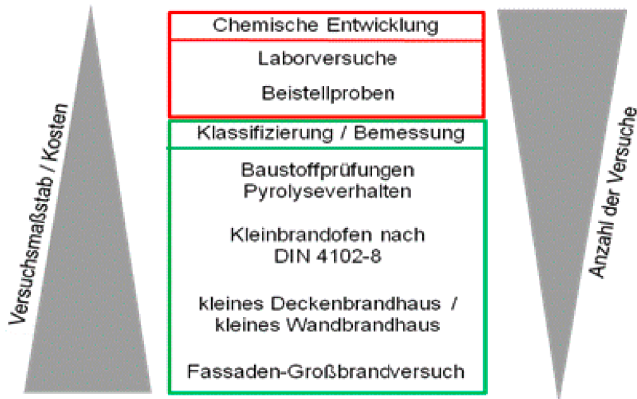 Versuchsmaßstab / Kosten
Chemische Entwicklung
Laborversuche
Beistellproben
Klassifizierung / Bemessung
Baustoffprüfungen
Pyrolyseverhalten
Kleinbrandofen nach
DIN 4102-8
kleines Deckenbrandhaus /
kleines Wandbrandhaus
Fassaden-Großbrandversuch
Anzahl der Versuche